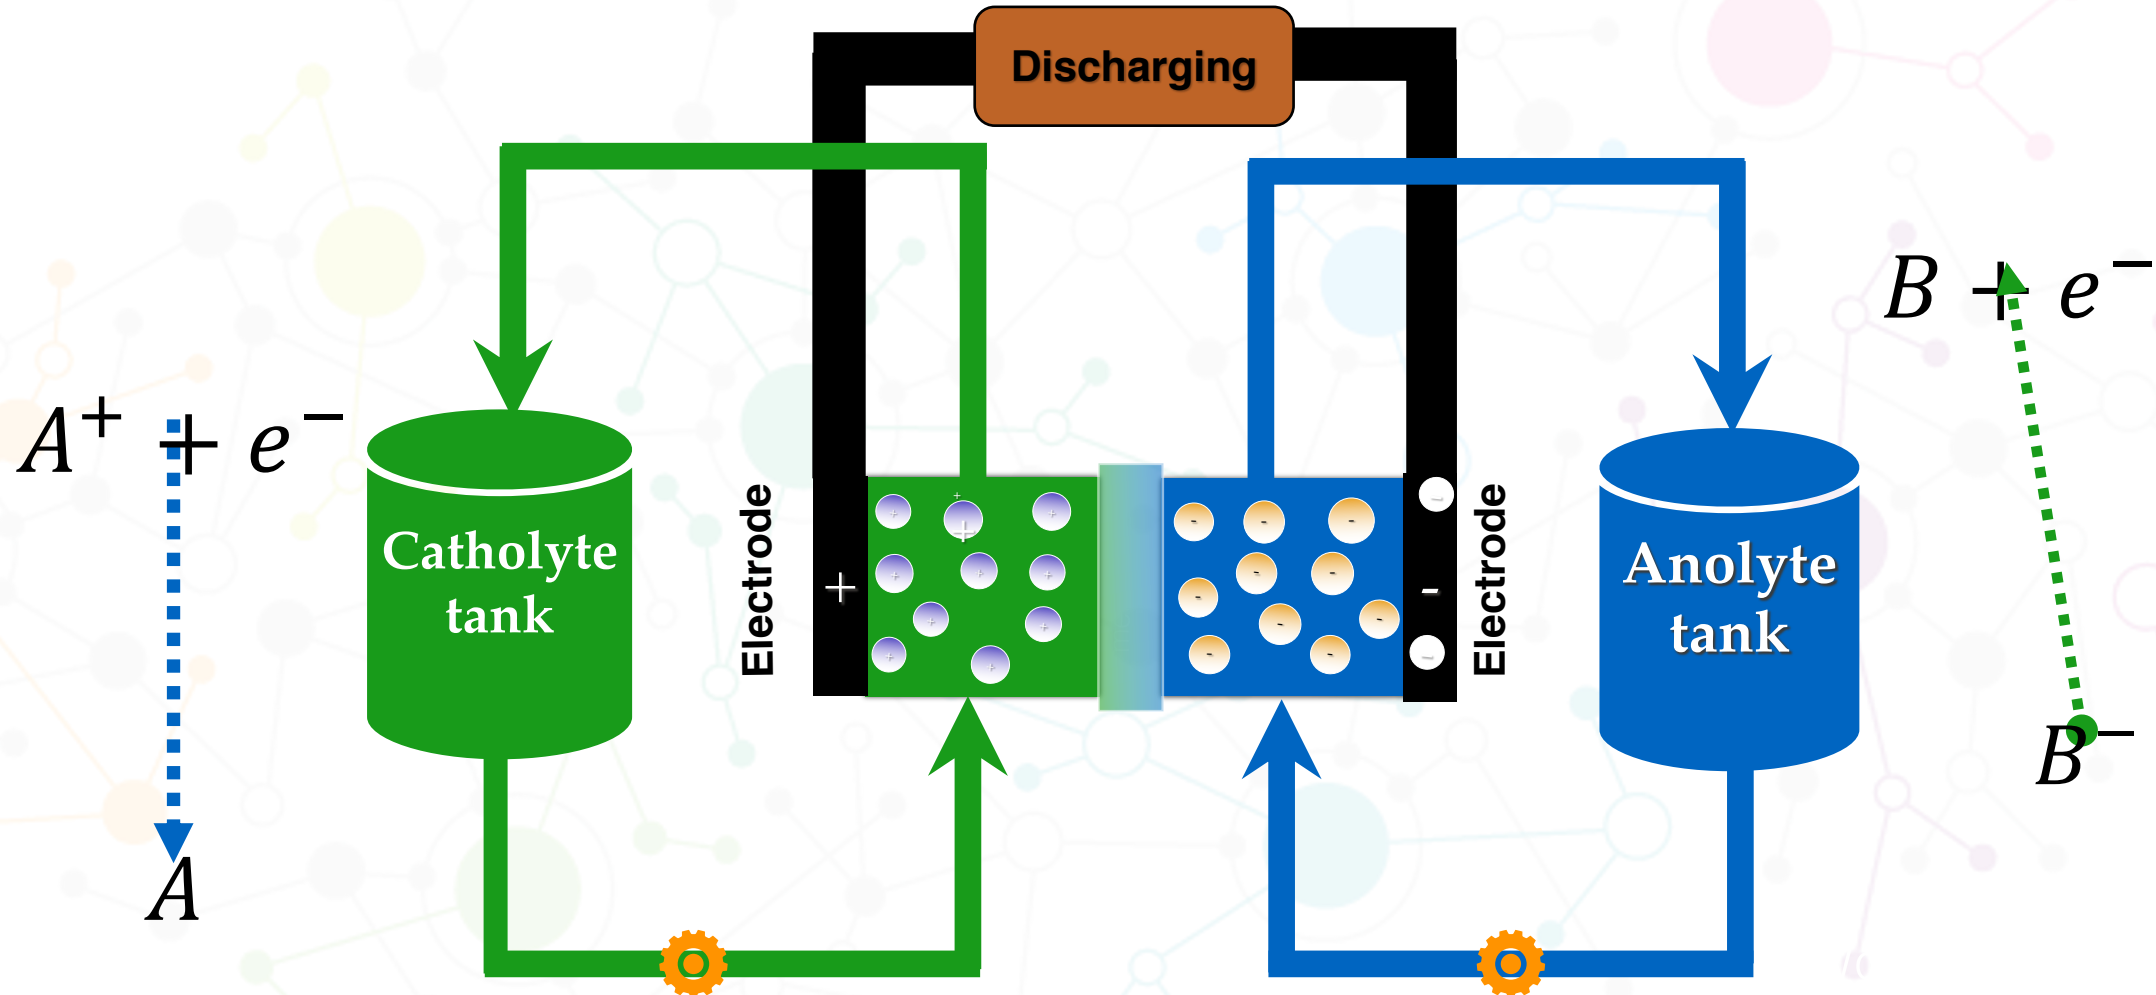 Discharging
A⁺ + e⁻
Catholyte
tank
A
Electrode
+
-
Electrode
Anolyte
tank
B + e⁻
B⁻